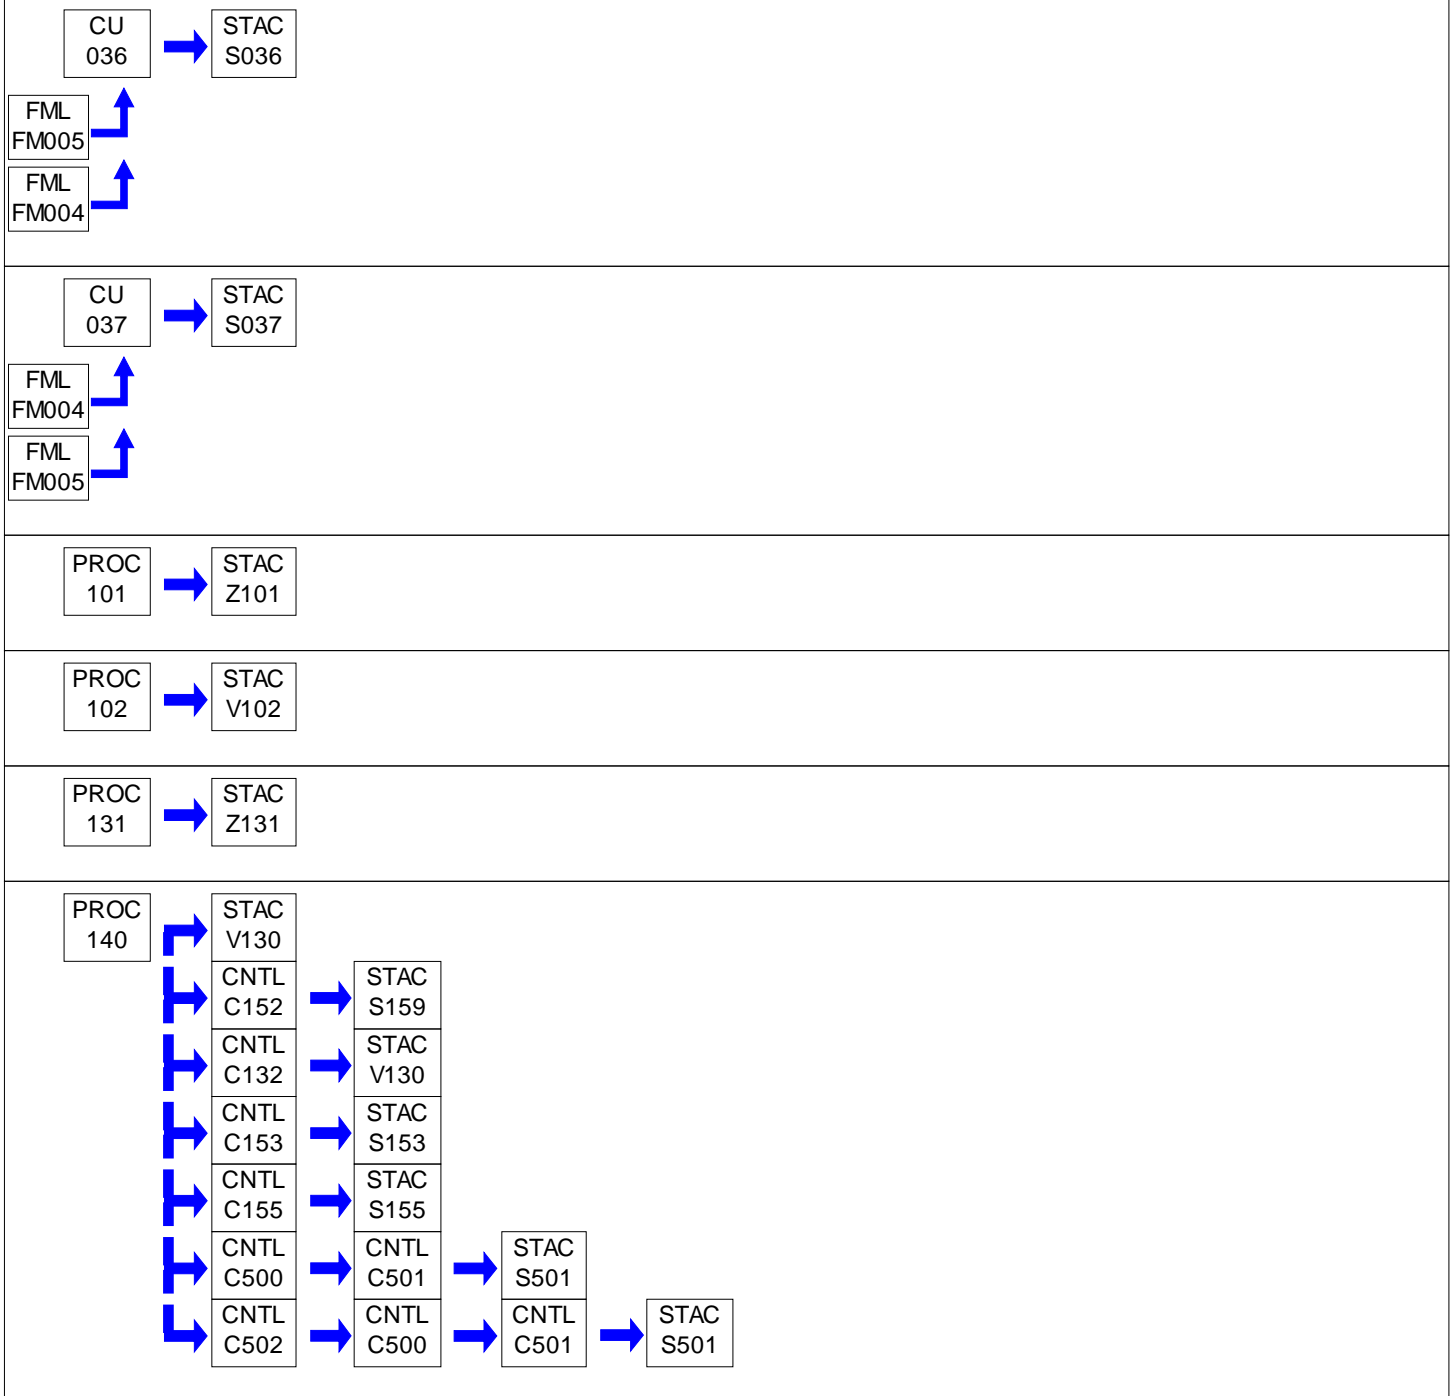 CU
036
STAC
S036
FML
FM005
FML
FM004
CU
037
STAC
S037
FML
FM004
FML
FM005
PROC
101
STAC
Z101
PROC
102
STAC
V102
PROC
131
STAC
Z131
PROC
140
STAC
V130
CNTL
C152
STAC
S159
CNTL
C132
STAC
V130
CNTL
C153
STAC
S153
CNTL
C155
STAC
S155
CNTL
C500
CNTL
C501
STAC
S501
CNTL
C502
CNTL
C500
CNTL
C501
STAC
S501